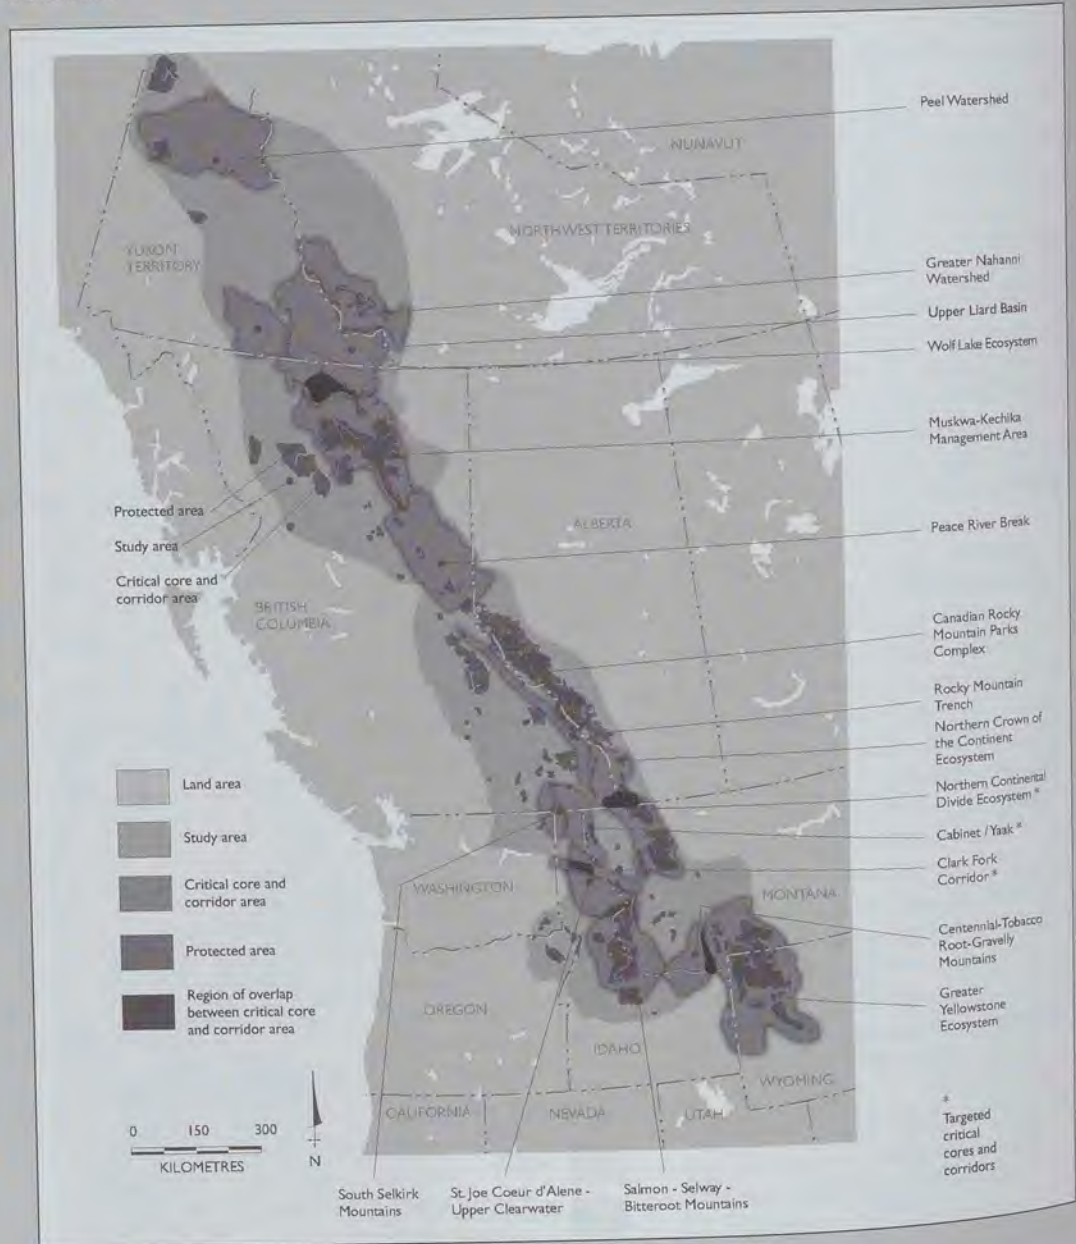 Peel Watershed
NUNAVUT
NORTHWEST TERRITORIES
YUKON
TERRITORY
Greater Nahanni
Watershed
Upper Liard Basin
Wolf Lake Ecosystem
Muskwa-Kechika
Management Area
Protected area
Study area
Critical core and
corridor area
ALBERTA
Peace River Break
BRITISH
COLUMBIA
Canadian Rocky
Mountain Parks
Complex
Rocky Mountain
Trench
Northern Crown of
the Continent
Ecosystem
Northern Continental
Divide Ecosystem *
Cabinet / Yaak *
Clark Fork
Corridor *
Centennial-Tobacco
Root-Gravelly
Mountains
Greater
Yellowstone
Ecosystem
Land area
Study area
Critical core and
corridor area
Protected area
Region of overlap
between critical core
and corridor area
WASHINGTON
MONTANA
OREGON
IDAHO
WYOMING
CALIFORNIA
NEVADA
UTAH
0 150 300
KILOMETRES
N
*
Targeted
critical
cores and
corridors
South Selkirk
Mountains
St. Joe Coeur d'Alene -
Upper Clearwater
Salmon - Selway -
Bitteroot Mountains